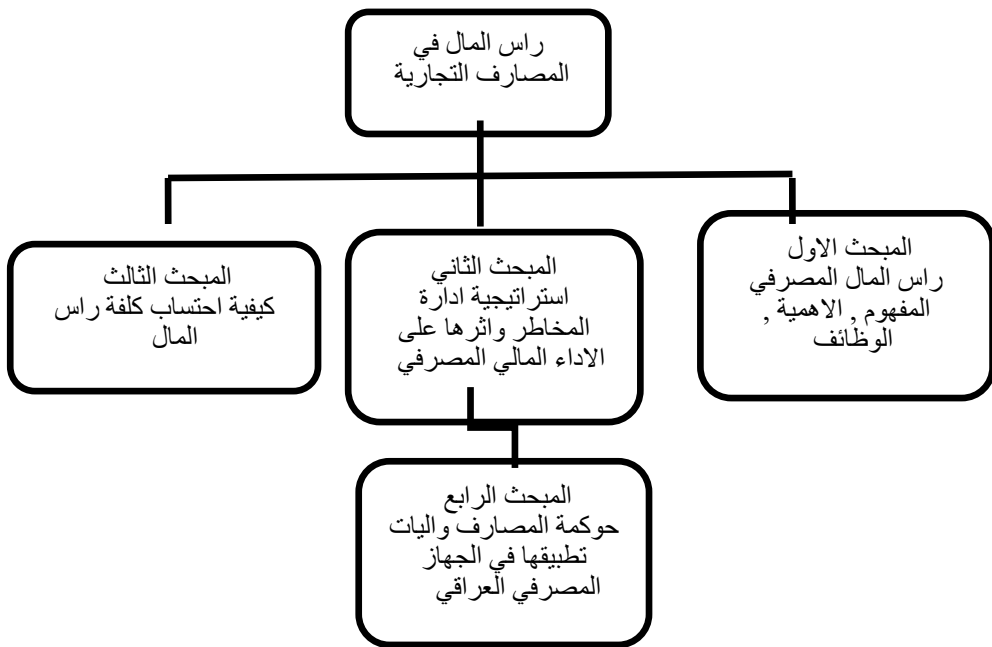 راس المال في
المصارف التجارية
المبحث الاول
راس المال المصرفي
المفهوم , الاهمية ,
الوظائف
المبحث الثاني
استراتيجية ادارة
المخاطر واثرها على
الاداء المالي المصرفي
المبحث الثالث
كيفية احتساب كلفة راس
المال
المبحث الرابع
حوكمة المصارف واليات
تطبيقها في الجهاز
المصرفي العراقي